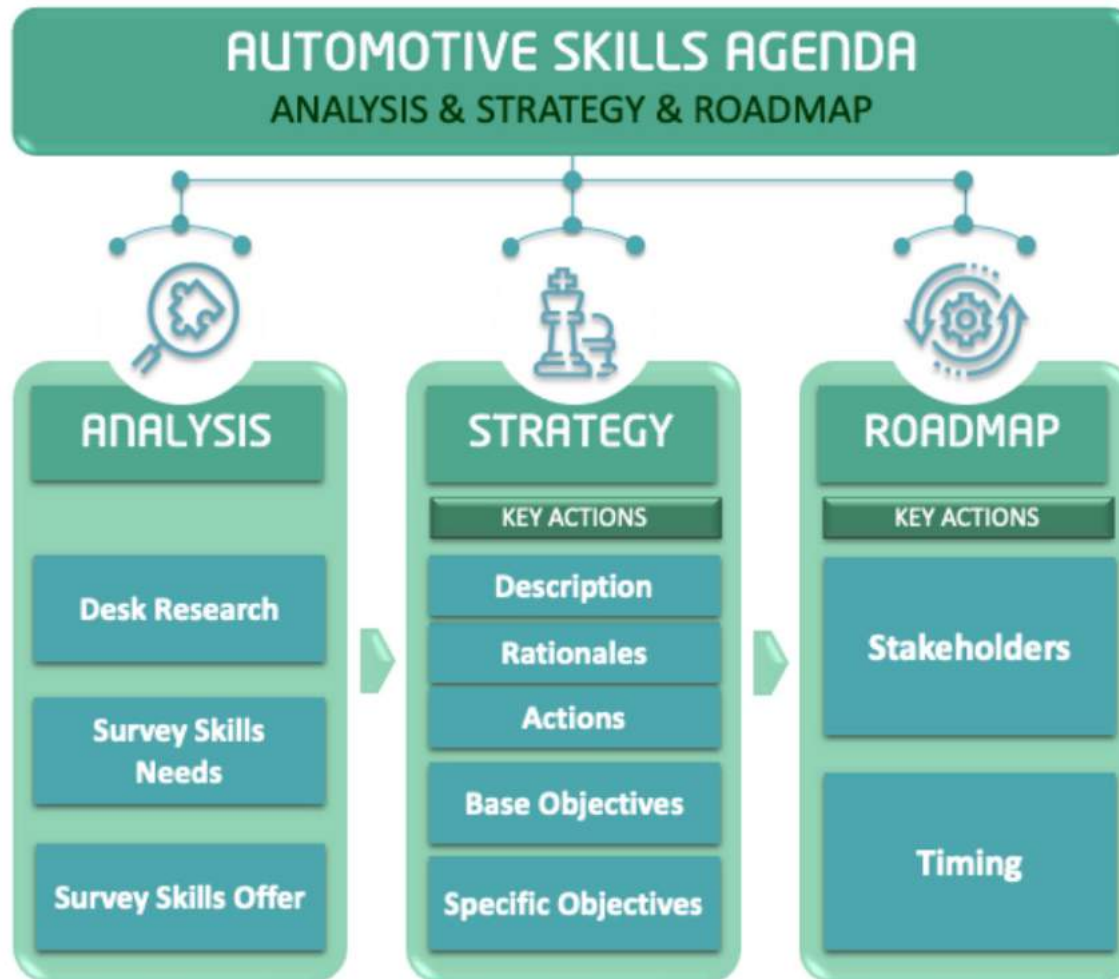 AUTOMOTIVE SKILLS AGENDA
ANALYSIS & STRATEGY & ROADMAP
ANALYSIS
Desk Research
Survey Skills
Needs
Survey Skills Offer
STRATEGY
KEY ACTIONS
Description
Rationales
Actions
Base Objectives
Specific Objectives
ROADMAP
KEY ACTIONS
Stakeholders
Timing